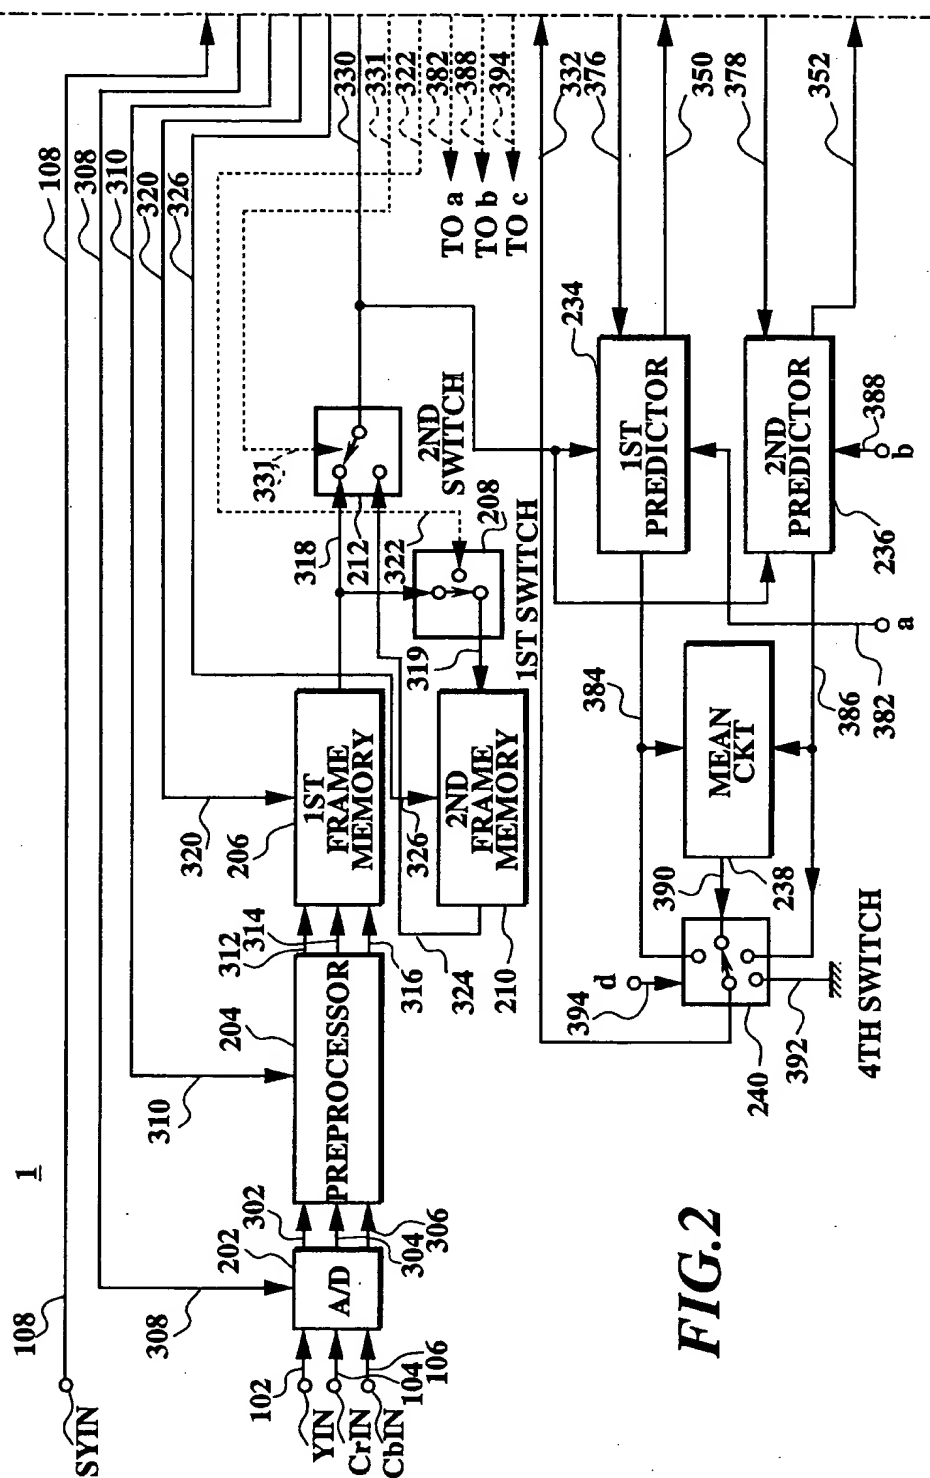 1
SYIN
108
108
308
308
310
310
320
320
326
326
330
331
331
322
322
382
TO a
388
TO b
394
TO c
YIN
CrIN
CbIN
102
104
106
202
A/D
302
304
306
204
PREPROCESSOR
312
314
316
206
1ST
FRAME
MEMORY
318
212
2ND
SWITCH
319
208
1ST SWITCH
324
210
2ND
FRAME
MEMORY
332
376
234
1ST
PREDICTOR
350
378
2ND
PREDICTOR
352
388
b
236
a
382
384
386
MEAN
CKT
238
390
d
394
240
392
4TH SWITCH
FIG.2